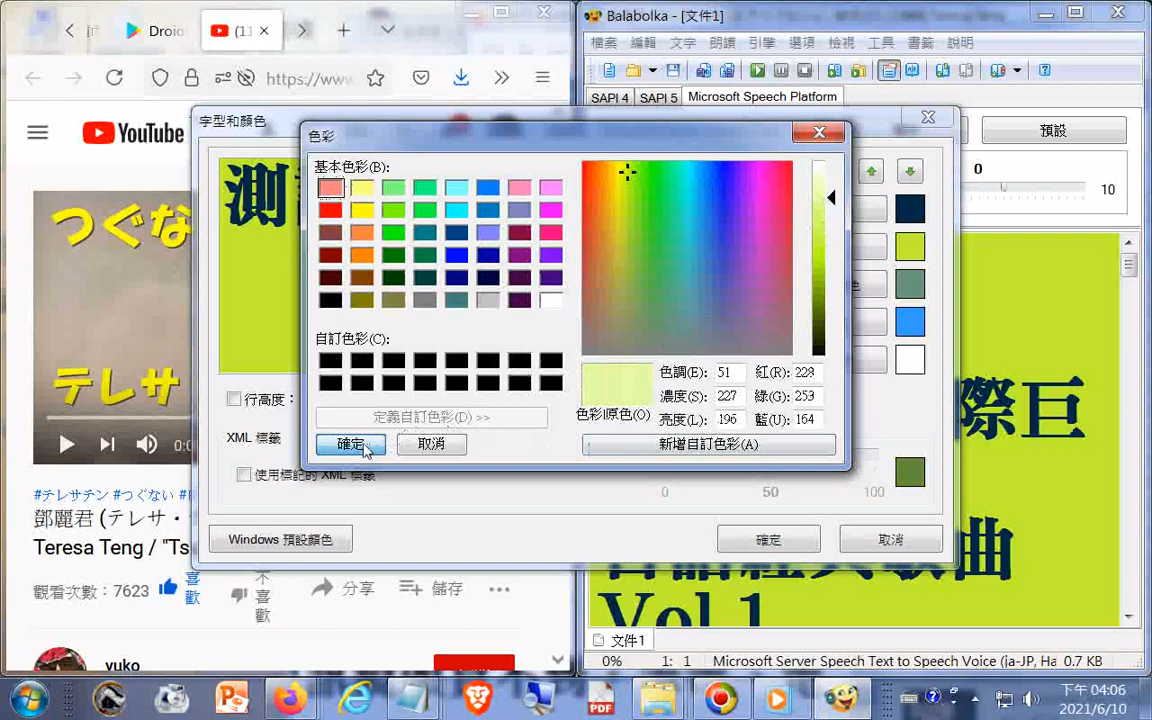 Droid
(11
https://www
YouTube
つぐな
テレサ
0:0
#テレサテン #つぐない
鄧麗君 (テレサ・
Teresa Teng / "Ts
觀看次數：7623
喜歡
不喜歡
分享
儲存
yuko
Balabolka - [文件1]
檔案 編輯 文字 朗讀 引擎 選項 檢視 工具 書籤 說明
SAPI 4 SAPI 5 Microsoft Speech Platform
預設
0
10
際巨
Vol.1
文件1
0% 1: 1 Microsoft Server Speech Text to Speech Voice (ja-JP, Ha 0.7 KB
字型和顏色
測
行高度：
XML 標籤
使用標記的 XML 標籤
0 50 100
Windows 預設顏色
確定
取消
色彩
基本色彩(B):
自訂色彩(C):
定義自訂色彩(D) >>
確定
取消
色彩|原色(O)
色調(E): 51
濃度(S): 227
亮度(L): 196
紅(R): 228
綠(G): 253
藍(U): 164
新增自訂色彩(A)
PDF
下午 04:06
2021/6/10